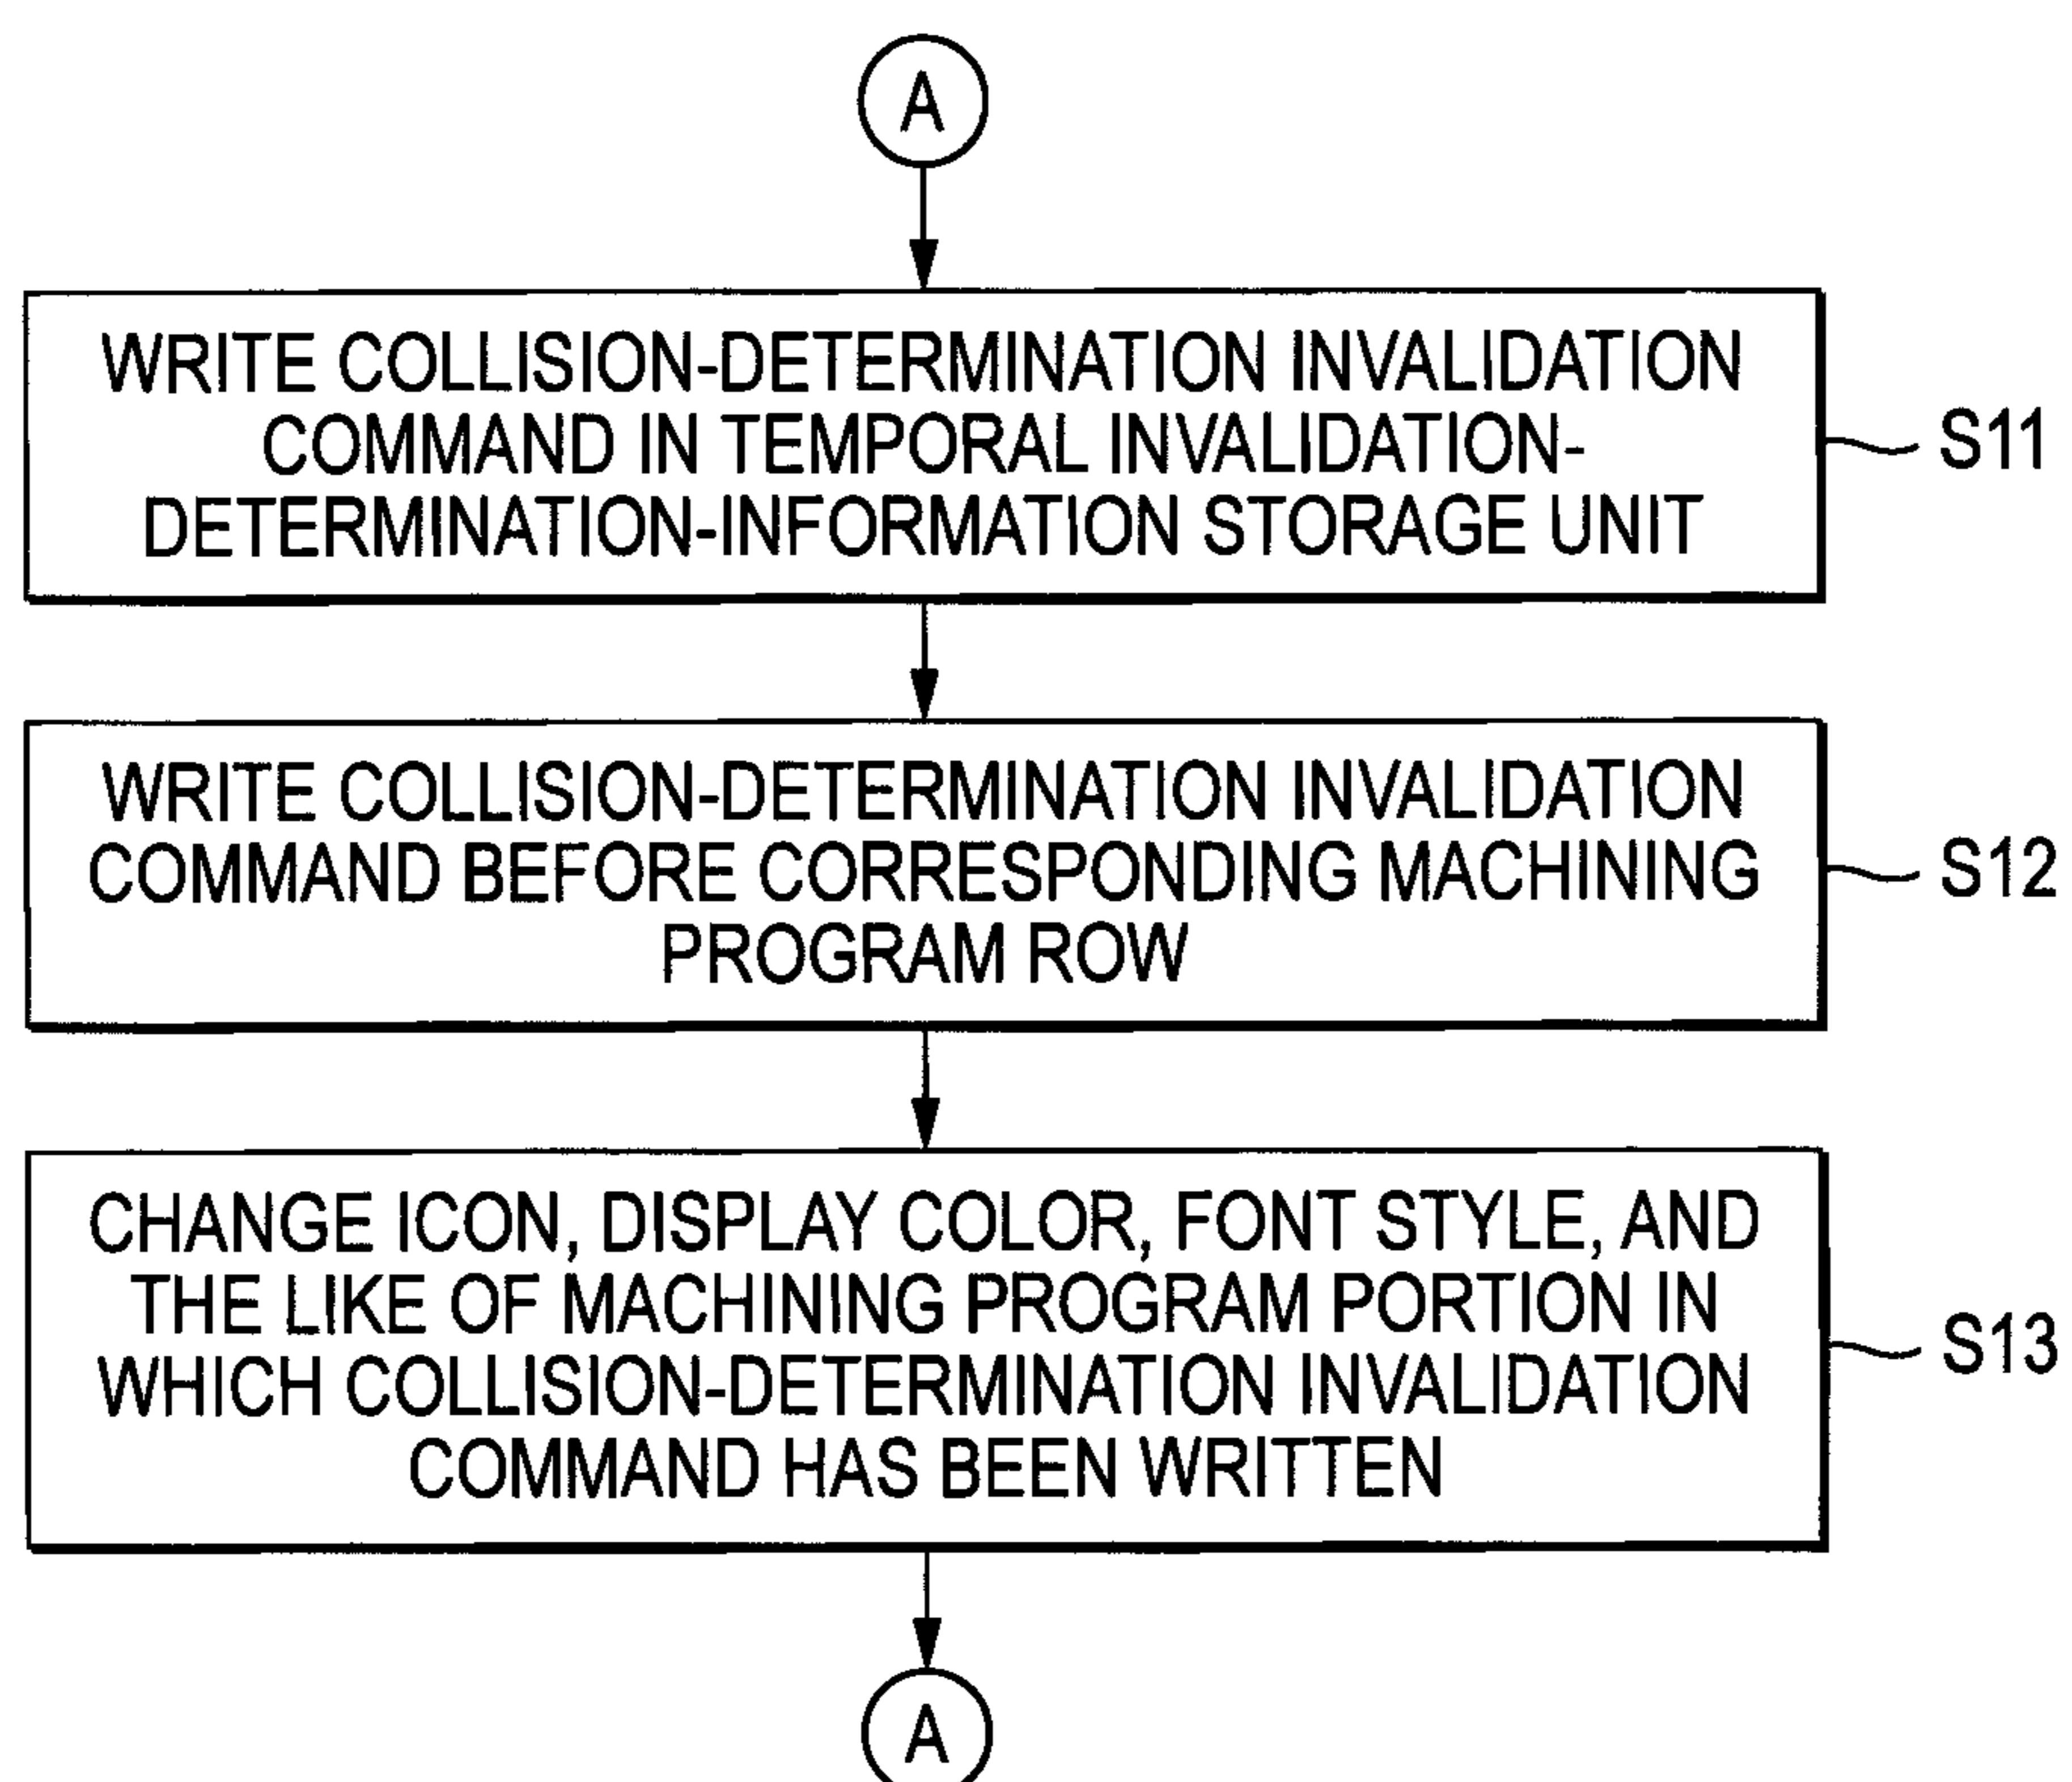 A
WRITE COLLISION-DETERMINATION INVALIDATION
COMMAND IN TEMPORAL INVALIDATION-
DETERMINATION-INFORMATION STORAGE UNIT
S11
WRITE COLLISION-DETERMINATION INVALIDATION
COMMAND BEFORE CORRESPONDING MACHINING
PROGRAM ROW
S12
CHANGE ICON, DISPLAY COLOR, FONT STYLE, AND
THE LIKE OF MACHINING PROGRAM PORTION IN
WHICH COLLISION-DETERMINATION INVALIDATION
COMMAND HAS BEEN WRITTEN
S13
A